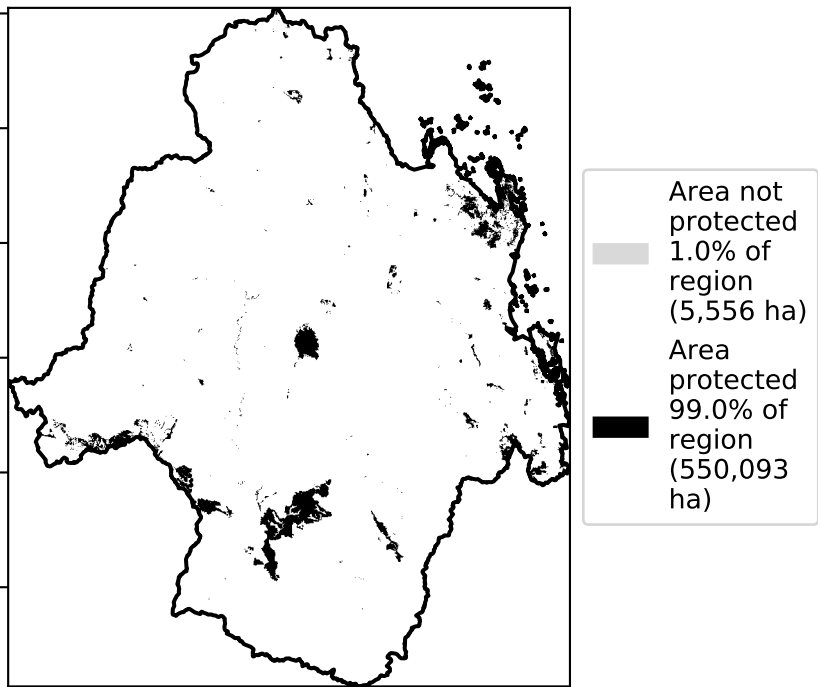 Area not
protected
1.0% of
region
(5,556 ha)
Area
protected
99.0% of
region
(550,093
ha)